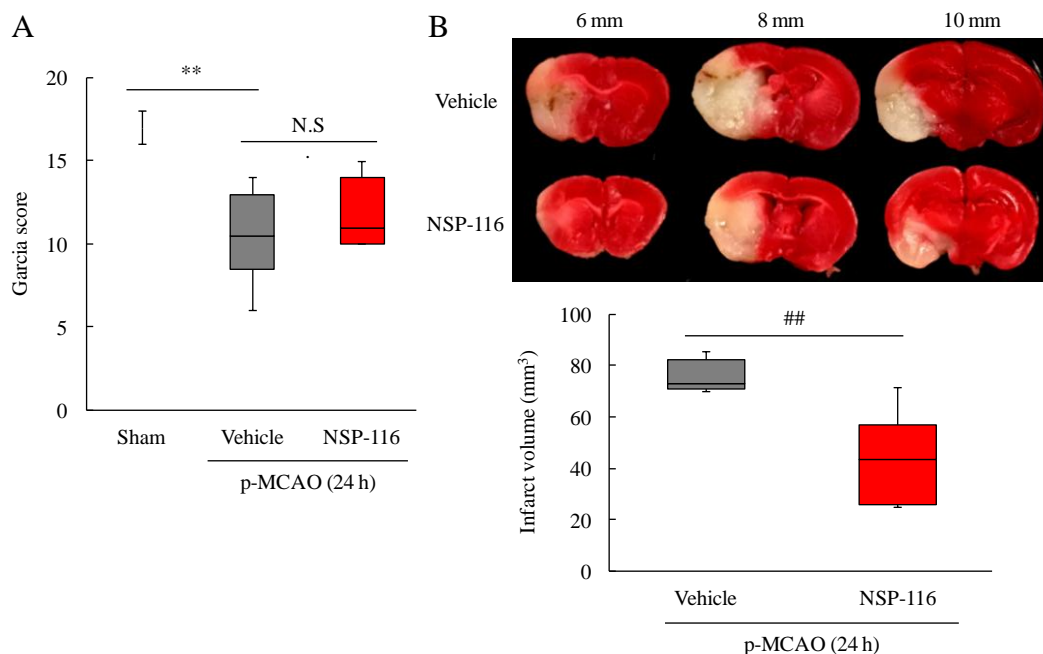 A
**
N.S
20
15
10
5
0
Garcia score
Sham
Vehicle
NSP-116
p-MCAO (24 h)
B
6 mm
8 mm
10 mm
Vehicle
NSP-116
##
100
80
60
40
20
0
Infarct volume (mm³)
Vehicle
NSP-116
p-MCAO (24 h)